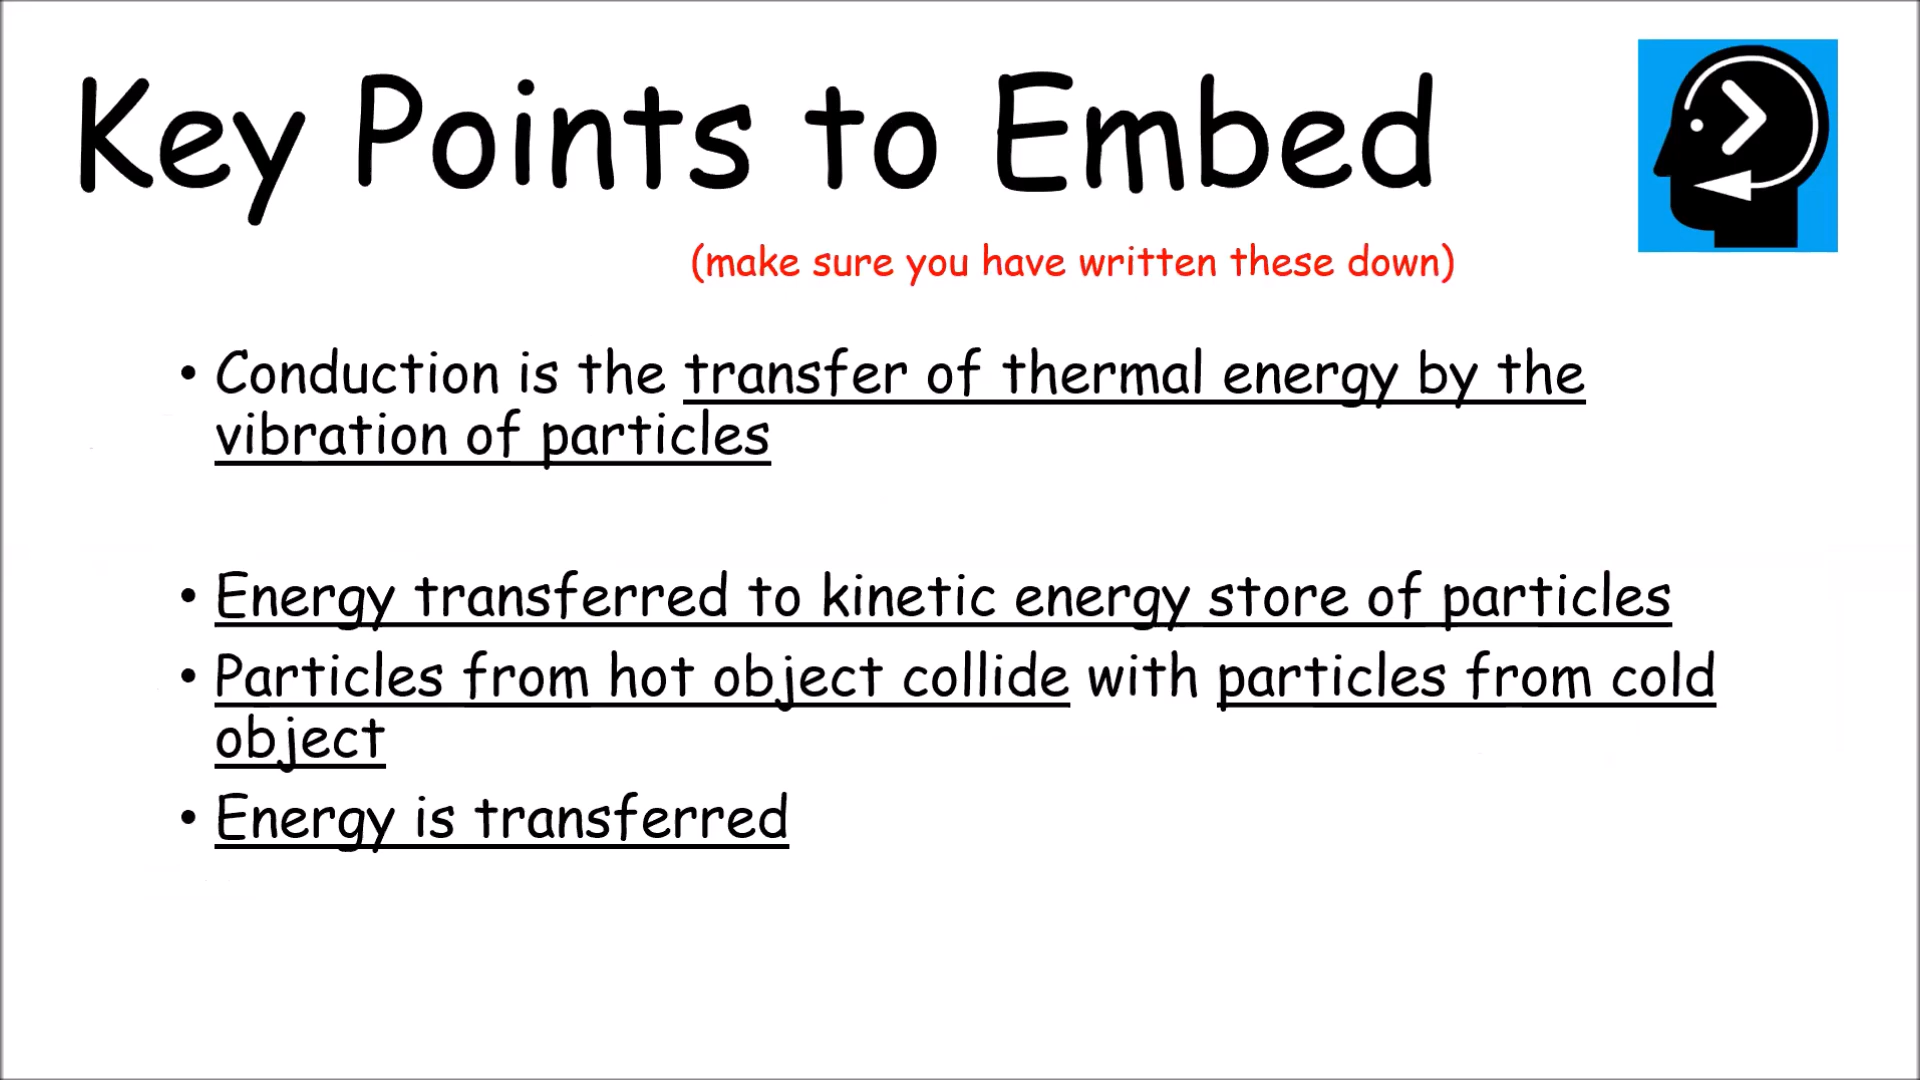 Key Points to Embed
(make sure you have written these down)
• Conduction is the transfer of thermal energy by the
vibration of particles
• Energy transferred to kinetic energy store of particles
• Particles from hot object collide with particles from cold
object
• Energy is transferred